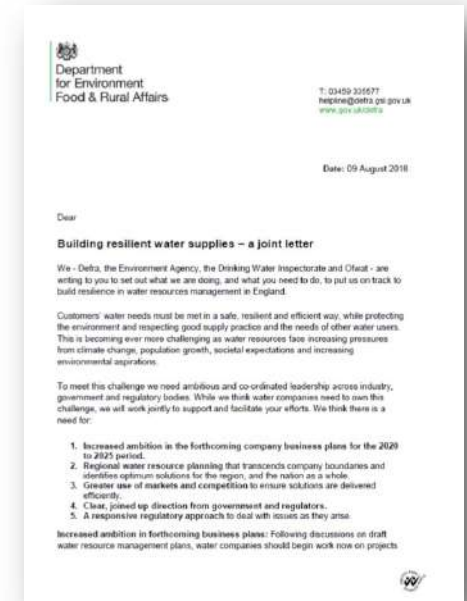 Department
for Environment
Food & Rural Affairs
T: 03459 335577
helpline@defra.gsi.gov.uk
www.gov.uk/defra
Date: 09 August 2018
Dear
Building resilient water supplies – a joint letter
We - Defra, the Environment Agency, the Drinking Water Inspectorate and Ofwat - are
writing to you to set out what we are doing, and what you need to do, to put us on track to
build resilience in water resources management in England.
Customers' water needs must be met in a safe, resilient and efficient way, while protecting
the environment and respecting good supply practice and the needs of other water users.
This is becoming ever more challenging as water resources face increasing pressures
from climate change, population growth, societal expectations and increasing
environmental aspirations.
To meet this challenge we need ambitious and co-ordinated leadership across industry,
government and regulatory bodies. While we think water companies need to own this
challenge, we will work jointly to support and facilitate your efforts. We think there is a
need for:
1. Increased ambition in the forthcoming company business plans for the 2020
to 2025 period.
2. Regional water resource planning that transcends company boundaries and
identifies optimum solutions for the region, and the nation as a whole.
3. Greater use of markets and competition to ensure solutions are delivered
efficiently.
4. Clear, joined up direction from government and regulators.
5. A responsive regulatory approach to deal with issues as they arise.
Increased ambition in forthcoming business plans: Following discussions on draft
water resource management plans, water companies should begin work now on projects